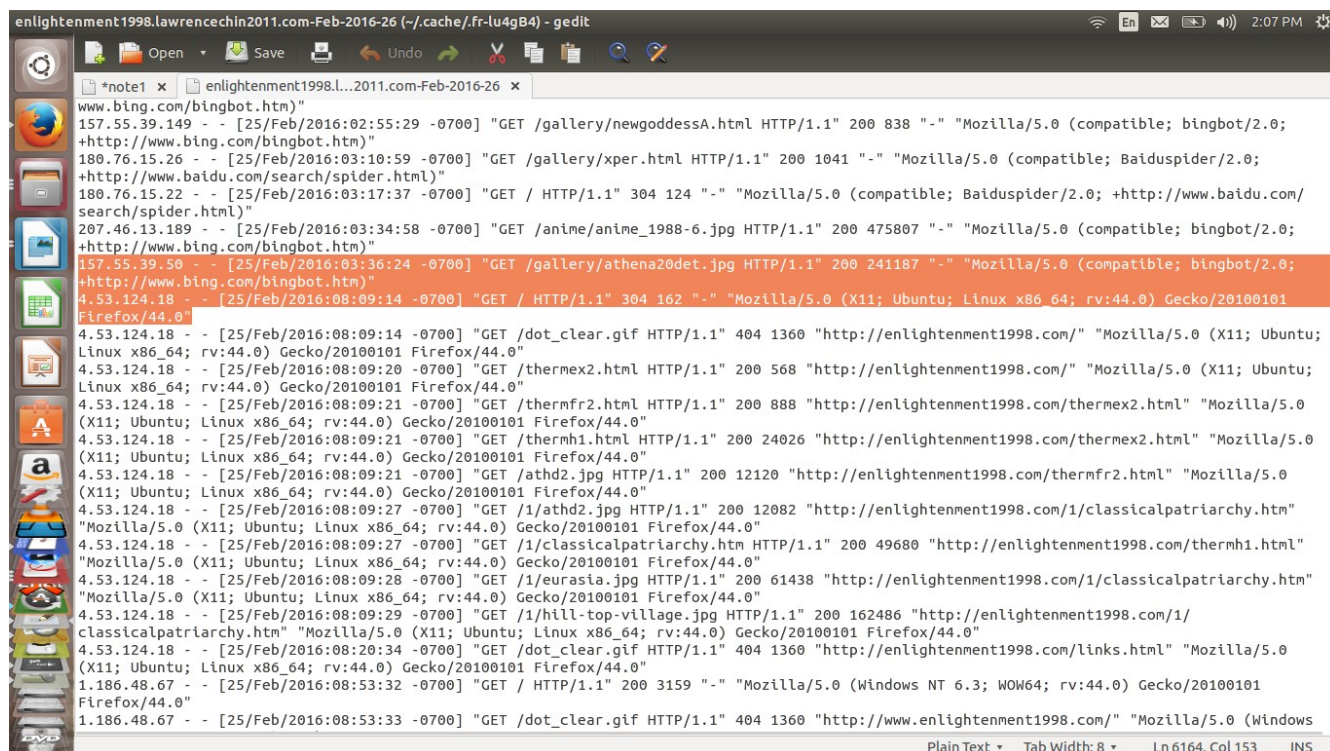 enlightenment1998.lawrencechin2011.com-Feb-2016-26 (~/.cache/.fr-lu4gB4) - gedit
En
2:07 PM
Open
Save
Undo
*note1 x
enlightenment1998.l...2011.com-Feb-2016-26 x
www.bing.com/bingbot.htm)"
157.55.39.149 - - [25/Feb/2016:02:55:29 -0700] "GET /gallery/newgoddessA.html HTTP/1.1" 200 838 "-" "Mozilla/5.0 (compatible; bingbot/2.0;
+http://www.bing.com/bingbot.htm)"
180.76.15.26 - - [25/Feb/2016:03:10:59 -0700] "GET /gallery/xper.html HTTP/1.1" 200 1041 "-" "Mozilla/5.0 (compatible; Baiduspider/2.0;
+http://www.baidu.com/search/spider.html)"
180.76.15.22 - - [25/Feb/2016:03:17:37 -0700] "GET / HTTP/1.1" 304 124 "-" "Mozilla/5.0 (compatible; Baiduspider/2.0; +http://www.baidu.com/
search/spider.html)"
207.46.13.189 - - [25/Feb/2016:03:34:58 -0700] "GET /anime/anime_1988-6.jpg HTTP/1.1" 200 475807 "-" "Mozilla/5.0 (compatible; bingbot/2.0;
+http://www.bing.com/bingbot.htm)"
157.55.39.50 - - [25/Feb/2016:03:36:24 -0700] "GET /gallery/athena20det.jpg HTTP/1.1" 200 241187 "-" "Mozilla/5.0 (compatible; bingbot/2.0;
+http://www.bing.com/bingbot.htm)"
4.53.124.18 - - [25/Feb/2016:08:09:14 -0700] "GET / HTTP/1.1" 304 162 "-" "Mozilla/5.0 (X11; Ubuntu; Linux x86_64; rv:44.0) Gecko/20100101
Firefox/44.0"
4.53.124.18 - - [25/Feb/2016:08:09:14 -0700] "GET /dot_clear.gif HTTP/1.1" 404 1360 "http://enlightenment1998.com/" "Mozilla/5.0 (X11; Ubuntu;
Linux x86_64; rv:44.0) Gecko/20100101 Firefox/44.0"
4.53.124.18 - - [25/Feb/2016:08:09:20 -0700] "GET /thermex2.html HTTP/1.1" 200 568 "http://enlightenment1998.com/" "Mozilla/5.0 (X11; Ubuntu;
Linux x86_64; rv:44.0) Gecko/20100101 Firefox/44.0"
4.53.124.18 - - [25/Feb/2016:08:09:21 -0700] "GET /thermfr2.html HTTP/1.1" 200 888 "http://enlightenment1998.com/thermex2.html" "Mozilla/5.0
(X11; Ubuntu; Linux x86_64; rv:44.0) Gecko/20100101 Firefox/44.0"
4.53.124.18 - - [25/Feb/2016:08:09:21 -0700] "GET /thermh1.html HTTP/1.1" 200 24026 "http://enlightenment1998.com/thermex2.html" "Mozilla/5.0
(X11; Ubuntu; Linux x86_64; rv:44.0) Gecko/20100101 Firefox/44.0"
4.53.124.18 - - [25/Feb/2016:08:09:21 -0700] "GET /athd2.jpg HTTP/1.1" 200 12120 "http://enlightenment1998.com/thermfr2.html" "Mozilla/5.0
(X11; Ubuntu; Linux x86_64; rv:44.0) Gecko/20100101 Firefox/44.0"
4.53.124.18 - - [25/Feb/2016:08:09:27 -0700] "GET /1/athd2.jpg HTTP/1.1" 200 12082 "http://enlightenment1998.com/1/classicalpatriarchy.htm"
"Mozilla/5.0 (X11; Ubuntu; Linux x86_64; rv:44.0) Gecko/20100101 Firefox/44.0"
4.53.124.18 - - [25/Feb/2016:08:09:27 -0700] "GET /1/classicalpatriarchy.htm HTTP/1.1" 200 49680 "http://enlightenment1998.com/thermh1.html"
"Mozilla/5.0 (X11; Ubuntu; Linux x86_64; rv:44.0) Gecko/20100101 Firefox/44.0"
4.53.124.18 - - [25/Feb/2016:08:09:28 -0700] "GET /1/eurasia.jpg HTTP/1.1" 200 61438 "http://enlightenment1998.com/1/classicalpatriarchy.htm"
"Mozilla/5.0 (X11; Ubuntu; Linux x86_64; rv:44.0) Gecko/20100101 Firefox/44.0"
4.53.124.18 - - [25/Feb/2016:08:09:29 -0700] "GET /1/hill-top-village.jpg HTTP/1.1" 200 162486 "http://enlightenment1998.com/1/
classicalpatriarchy.htm" "Mozilla/5.0 (X11; Ubuntu; Linux x86_64; rv:44.0) Gecko/20100101 Firefox/44.0"
4.53.124.18 - - [25/Feb/2016:08:20:34 -0700] "GET /dot_clear.gif HTTP/1.1" 404 1360 "http://enlightenment1998.com/links.html" "Mozilla/5.0
(X11; Ubuntu; Linux x86_64; rv:44.0) Gecko/20100101 Firefox/44.0"
1.186.48.67 - - [25/Feb/2016:08:53:32 -0700] "GET / HTTP/1.1" 200 3159 "-" "Mozilla/5.0 (Windows NT 6.3; WOW64; rv:44.0) Gecko/20100101
Firefox/44.0"
1.186.48.67 - - [25/Feb/2016:08:53:33 -0700] "GET /dot_clear.gif HTTP/1.1" 404 1360 "http://www.enlightenment1998.com/" "Mozilla/5.0 (Windows
Plain Text
Tab Width: 8
Ln 6164, Col 153
INS
DVD